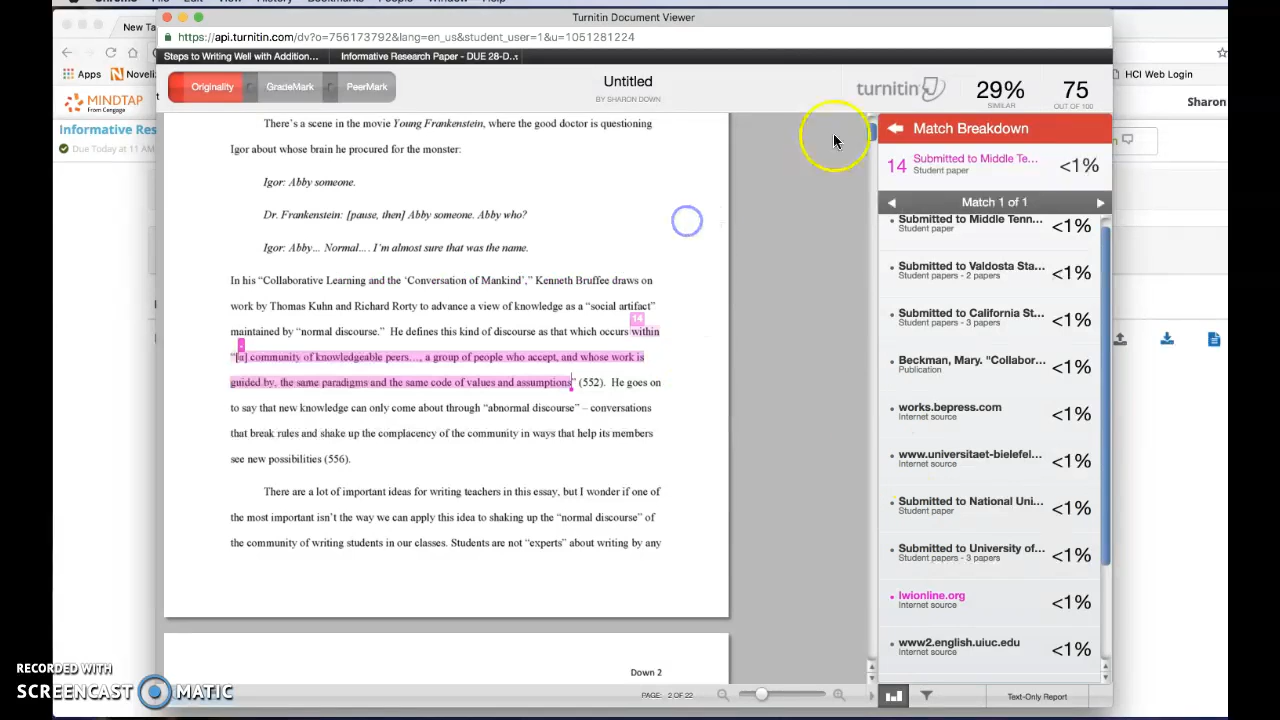 Turnitin Document Viewer
New Ta
https://api.turnitin.com/dv?o=756173792&lang=en_us&student_user=1&u=1051281224
Steps to Writing Well with Addition...
Informative Research Paper - DUE 28-D...
Apps
Noveli
HCI Web Login
Originality
GradeMark
PeerMark
Untitled
BY SHARON DOWN
turnitin
29%
SIMILAR
75
OUT OF 100
MINDTAP
From Cengage
Sharon
Informative Res
Due Today at 11 AM
There's a scene in the movie Young Frankenstein, where the good doctor is questioning
Igor about whose brain he procured for the monster:
Igor: Abby someone.
Dr. Frankenstein: [pause, then] Abby someone. Abby who?
Igor: Abby... Normal.... I'm almost sure that was the name.
In his “Collaborative Learning and the ‘Conversation of Mankind’,” Kenneth Bruffee draws on
work by Thomas Kuhn and Richard Rorty to advance a view of knowledge as a “social artifact”
14
maintained by “normal discourse.” He defines this kind of discourse as that which occurs within
“[a] community of knowledgeable peers…, a group of people who accept, and whose work is
guided by, the same paradigms and the same code of values and assumptions” (552). He goes on
to say that new knowledge can only come about through “abnormal discourse” – conversations
that break rules and shake up the complacency of the community in ways that help its members
see new possibilities (556).
There are a lot of important ideas for writing teachers in this essay, but I wonder if one of
the most important isn't the way we can apply this idea to shaking up the “normal discourse” of
the community of writing students in our classes. Students are not “experts” about writing by any
Down 2
PAGE: 2 OF 22
Match Breakdown
14 Submitted to Middle Te... <1%
Student paper
Match 1 of 1
Submitted to Middle Tenn... <1%
Student paper
Submitted to Valdosta Sta... <1%
Student papers - 2 papers
Submitted to California St... <1%
Student papers - 3 papers
Beckman, Mary. "Collabor... <1%
Publication
works.bepress.com <1%
Internet source
www.universitaet-bielefel... <1%
Internet source
Submitted to National Uni... <1%
Student paper
Submitted to University of... <1%
Student papers - 3 papers
lwionline.org <1%
Internet source
www2.english.uiuc.edu <1%
Internet source
Text-Only Report
RECORDED WITH
SCREENCAST MATIC